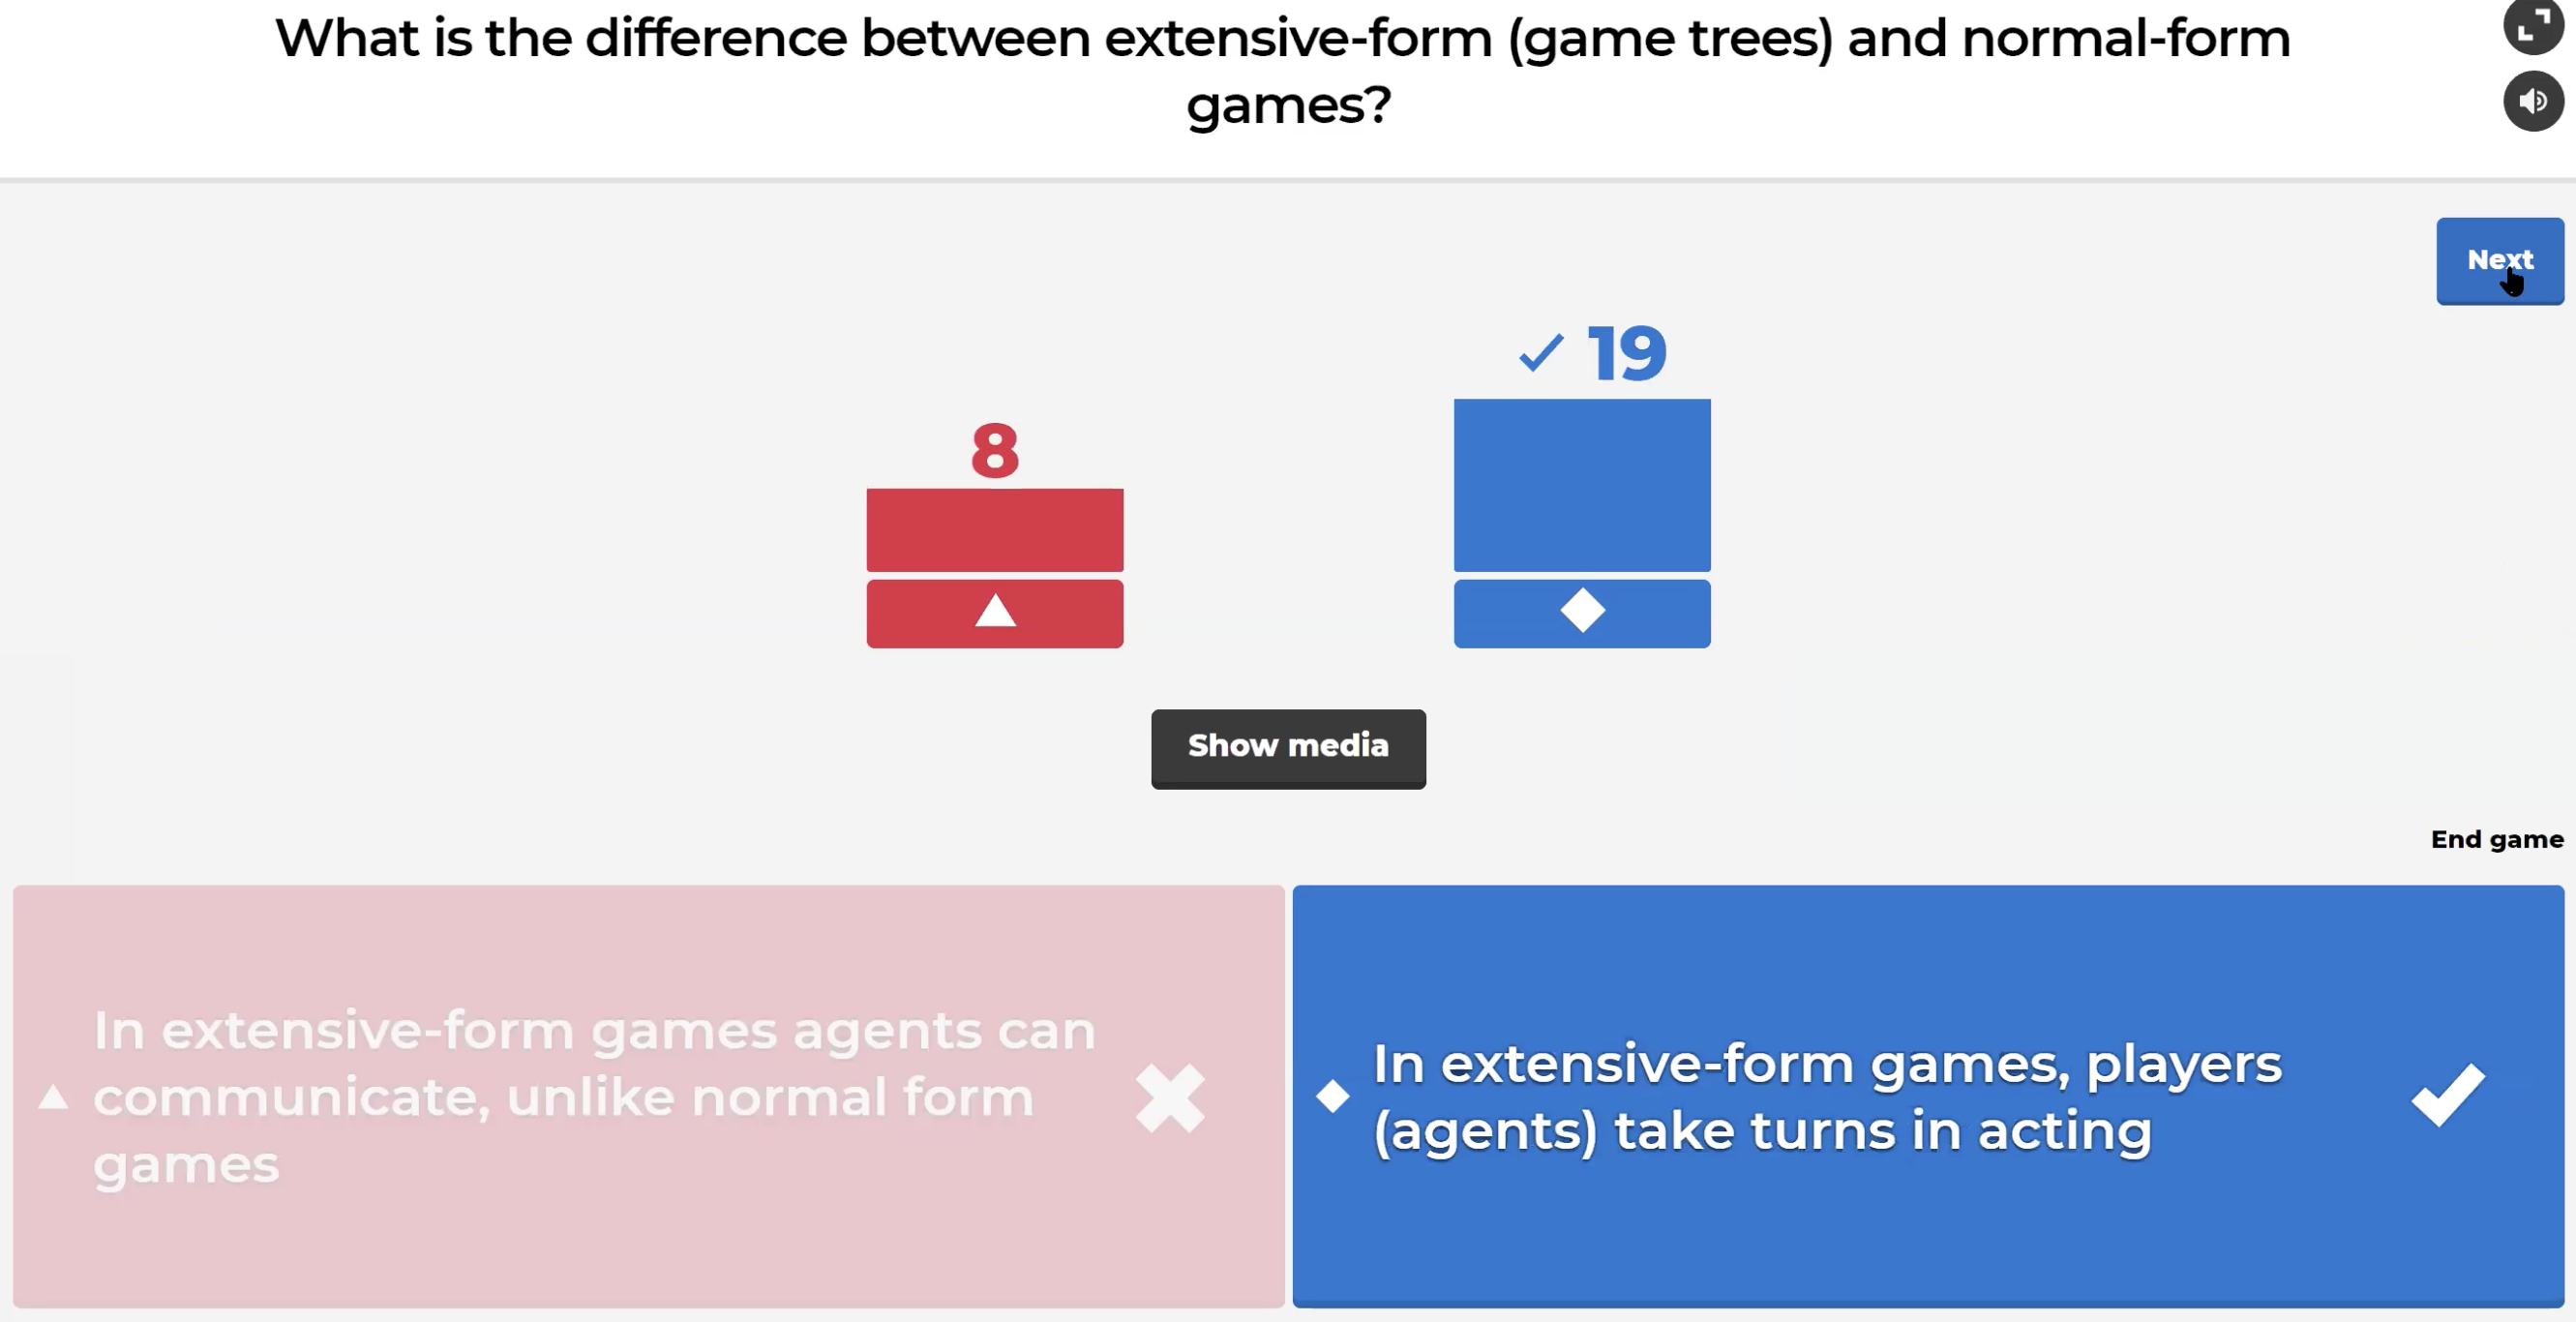 What is the difference between extensive-form (game trees) and normal-form
games?
Next
19
8
Show media
End game
In extensive-form games agents can
communicate, unlike normal form
games
In extensive-form games, players
(agents) take turns in acting